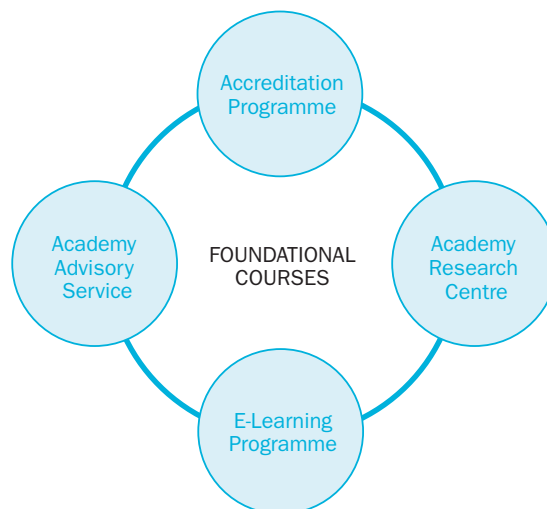 Accreditation
Programme
Academy
Advisory
Service
FOUNDATIONAL
COURSES
Academy
Research
Centre
E-Learning
Programme